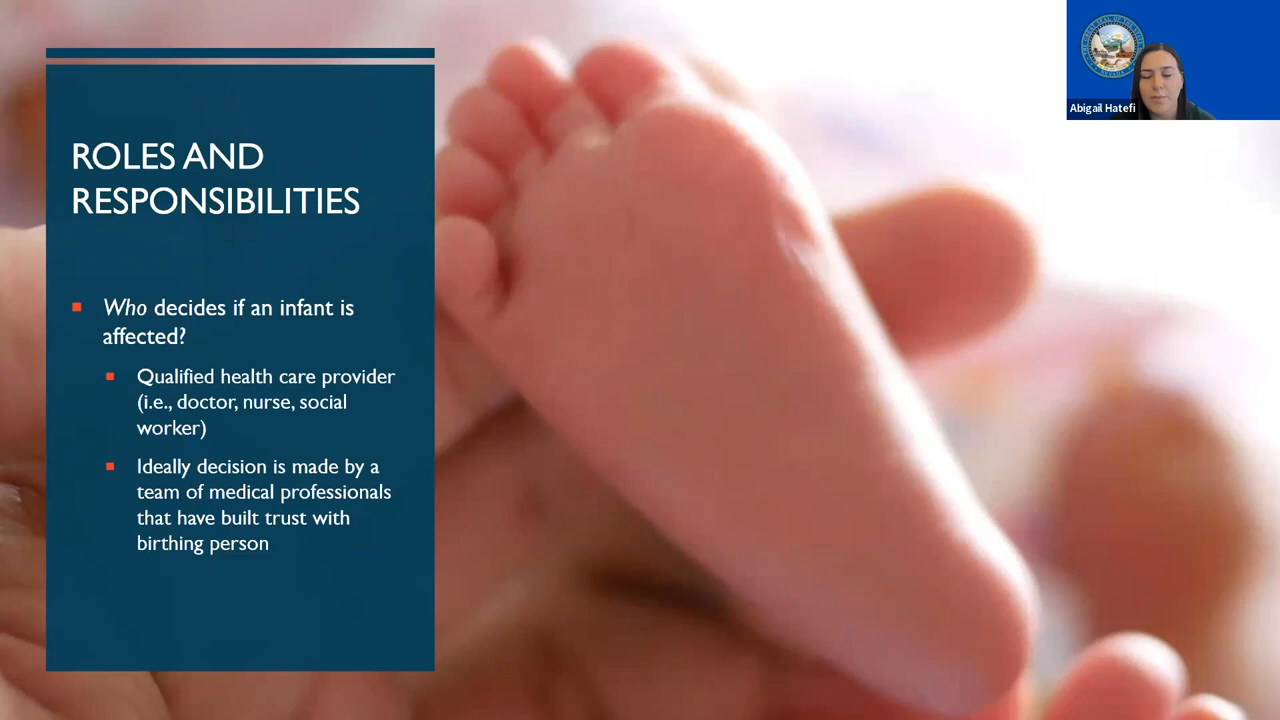 ROLES AND
RESPONSIBILITIES
Who decides if an infant is
affected?
Qualified health care provider
(i.e., doctor, nurse, social
worker)
Ideally decision is made by a
team of medical professionals
that have built trust with
birthing person
Abigail Hatefi